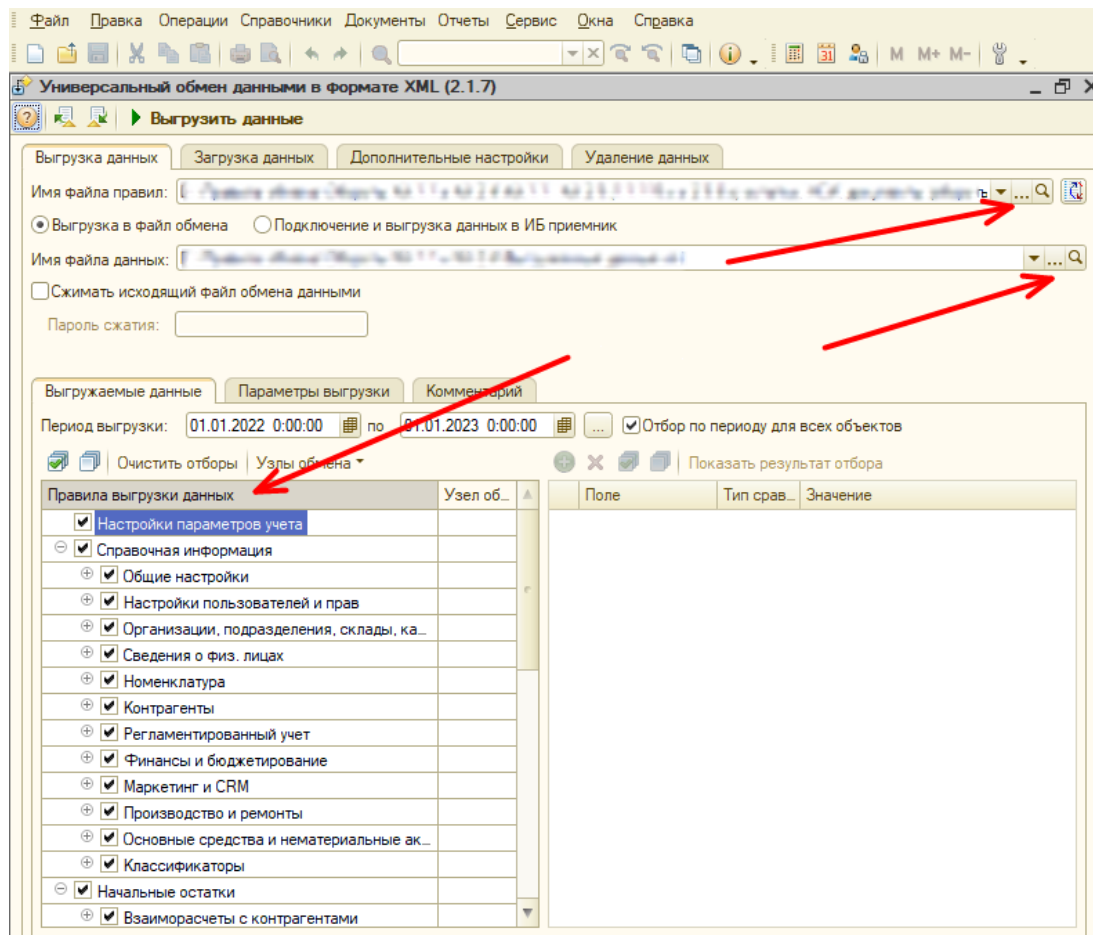 Файл Правка Операции Справочники Документы Отчеты Сервис Окна Справка
M M+ M-
Универсальный обмен данными в формате XML (2.1.7)
Выгрузить данные
Выгрузка данных Загрузка данных Дополнительные настройки Удаление данных
Имя файла правил: ...
Выгрузка в файл обмена Подключение и выгрузка данных в ИБ приемник
Имя файла данных: ...
Сжимать исходящий файл обмена данными
Пароль сжатия:
Выгружаемые данные Параметры выгрузки Комментарий
Период выгрузки: 01.01.2022 0:00:00 по 01.01.2023 0:00:00 ... Отбор по периоду для всех объектов
Очистить отборы Узлы обмена Показать результат отбора
Правила выгрузки данных Узел об... Поле Тип срав... Значение
Настройки параметров учета
Справочная информация
Общие настройки
Настройки пользователей и прав
Организации, подразделения, склады, ка...
Сведения о физ. лицах
Номенклатура
Контрагенты
Регламентированный учет
Финансы и бюджетирование
Маркетинг и CRM
Производство и ремонты
Основные средства и нематериальные ак...
Классификаторы
Начальные остатки
Взаиморасчеты с контрагентами